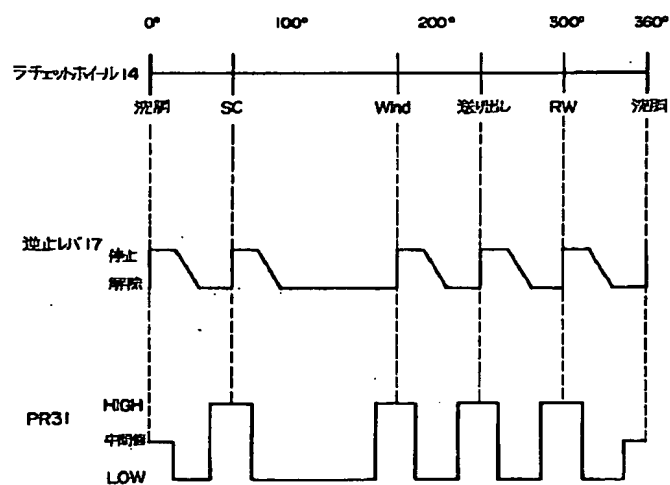 0° 100° 200° 300° 360°
ラチェットホイール14
沈胴 SC Wind 送り出し RW 沈胴
逆止レバ17
停止
解除
PR31
HIGH
中間値
LOW